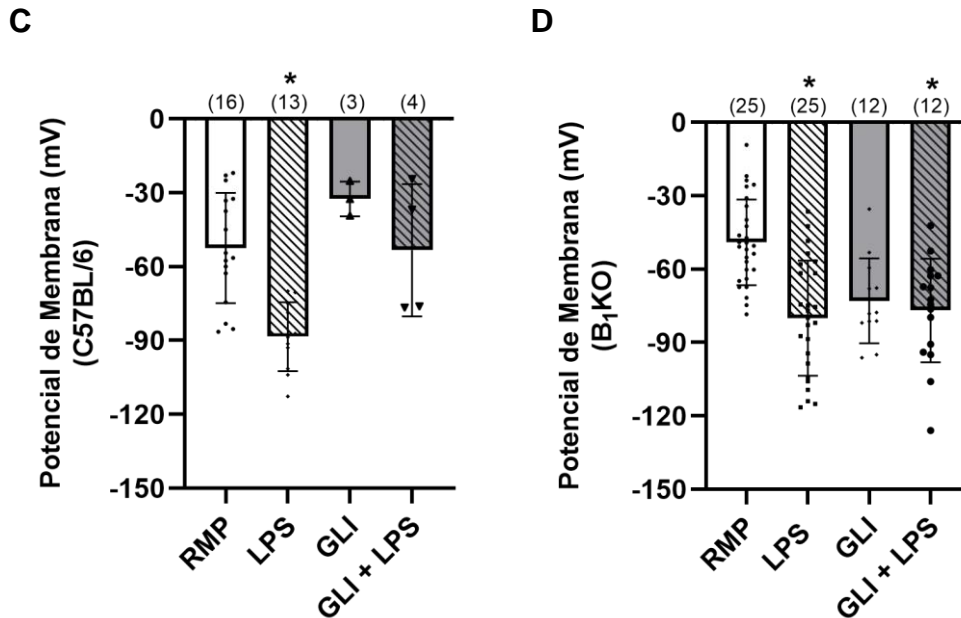 C
Potencial de Membrana (mV)
(C57BL/6)
*
(16) (13) (3) (4)
0
-30
-60
-90
-120
-150
RMP
LPS
GLI
GLI + LPS
D
Potencial de Membrana (mV)
(B₁KO)
* *
(25) (25) (12) (12)
0
-30
-60
-90
-120
-150
RMP
LPS
GLI
GLI + LPS